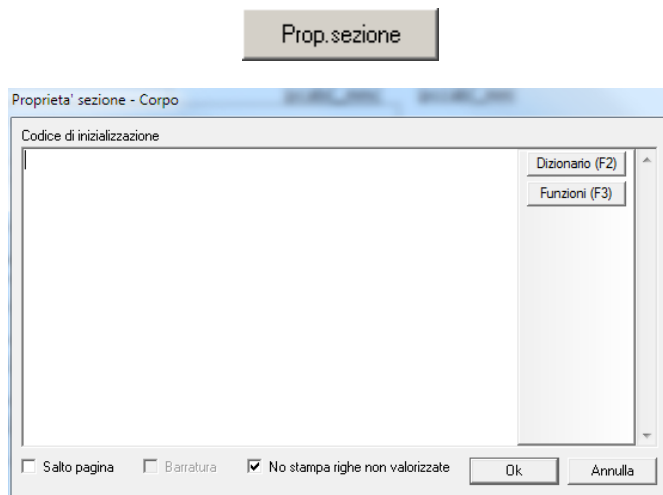 Prop.sezione
Proprieta' sezione - Corpo
Codice di inizializzazione
Dizionario (F2)
Funzioni (F3)
Salto pagina Barratura No stampa righe non valorizzate Ok Annulla